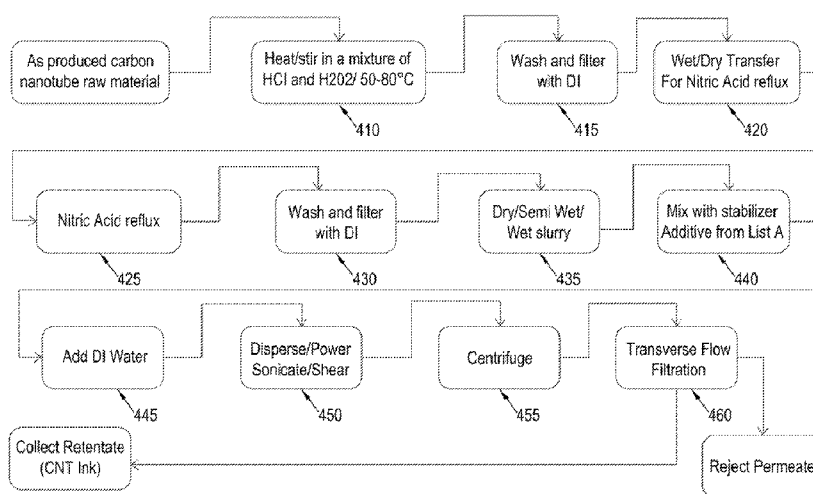 As produced carbon
nanotube raw material
Heat/stir in a mixture of
HCl and H202/ 50-80°C
410
Wash and filter
with DI
415
Wet/Dry Transfer
For Nitric Acid reflux
420
Nitric Acid reflux
425
Wash and filter
with DI
430
Dry/Semi Wet/
Wet slurry
435
Mix with stabilizer
Additive from List A
440
Add DI Water
445
Disperse/Power
Sonicate/Shear
450
Centrifuge
455
Transverse Flow
Filtration
460
Collect Retentate
(CNT Ink)
Reject Permeate